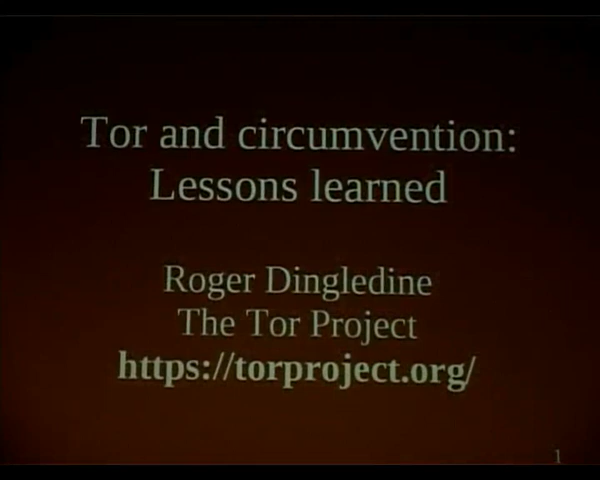 Tor and circumvention:
Lessons learned
Roger Dingledine
The Tor Project
https://torproject.org/
1